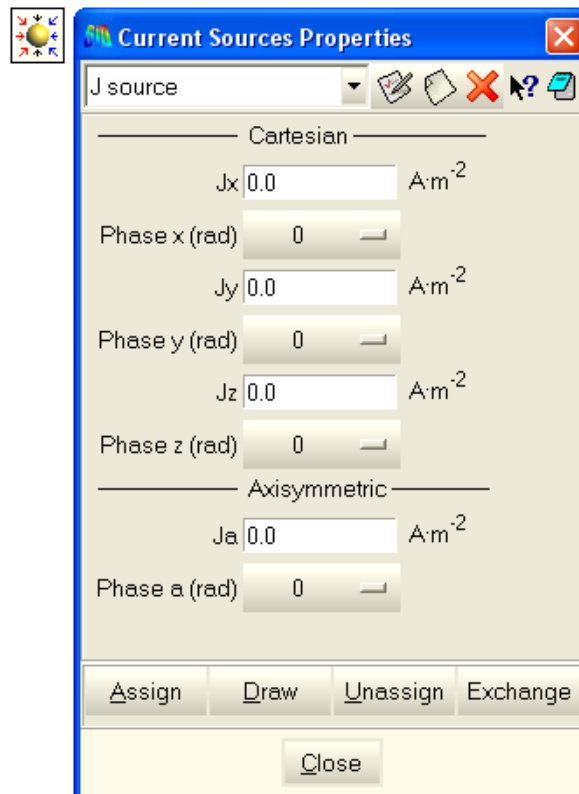 Current Sources Properties
J source
Cartesian
Jx 0.0 A·m-2
Phase x (rad) 0
Jy 0.0 A·m-2
Phase y (rad) 0
Jz 0.0 A·m-2
Phase z (rad) 0
Axisymmetric
Ja 0.0 A·m-2
Phase a (rad) 0
Assign Draw Unassign Exchange
Close